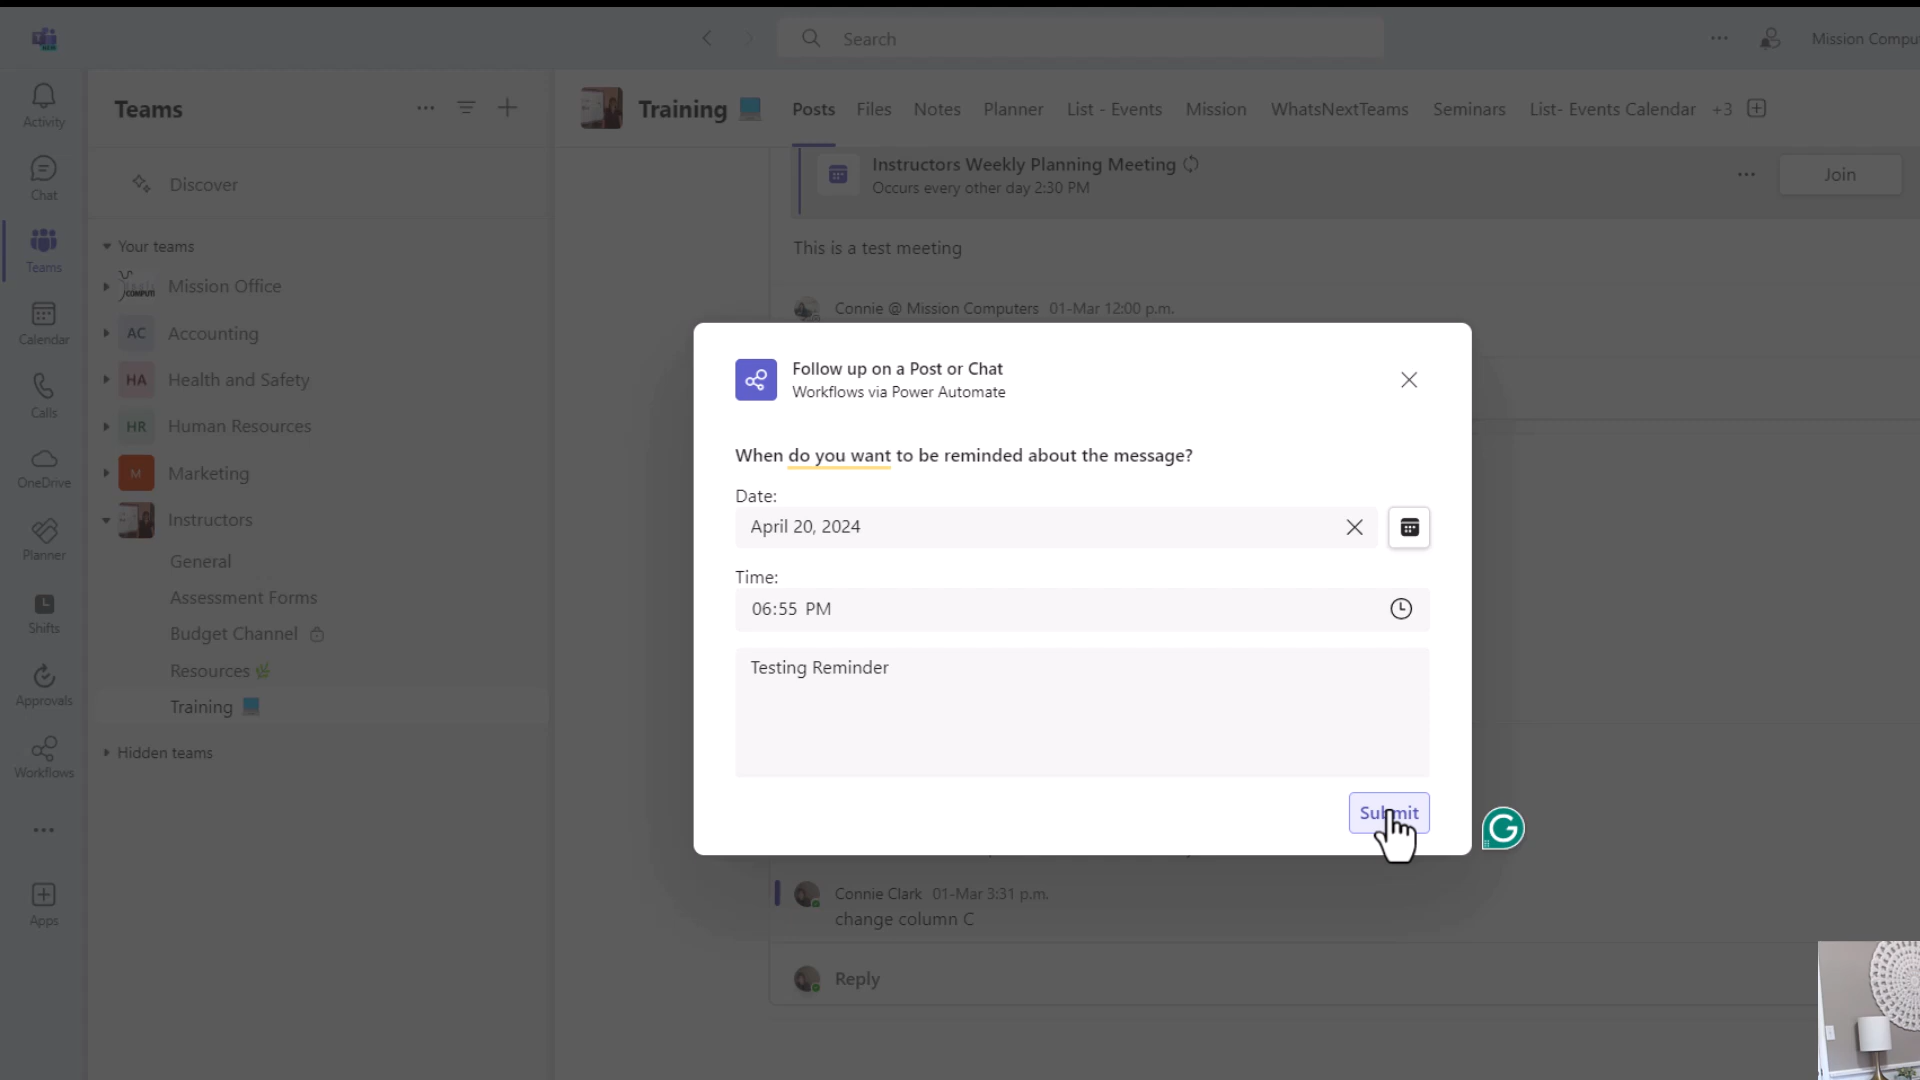 Search
Mission Compu
Activity
Chat
Teams
Calendar
Calls
OneDrive
Planner
Shifts
Approvals
Workflows
Apps
Teams
Discover
Your teams
COMPUTE
Mission Office
AC
Accounting
HA
Health and Safety
HR
Human Resources
M
Marketing
Instructors
General
Assessment Forms
Budget Channel
Resources
Training
Hidden teams
Training
Posts
Files
Notes
Planner
List - Events
Mission
WhatsNextTeams
Seminars
List- Events Calendar
+3
Instructors Weekly Planning Meeting
Occurs every other day 2:30 PM
Join
This is a test meeting
Connie @ Mission Computers 01-Mar 12:00 p.m.
Follow up on a Post or Chat
Workflows via Power Automate
When do you want to be reminded about the message?
Date:
April 20, 2024
Time:
06:55 PM
Testing Reminder
Submit
Connie Clark 01-Mar 3:31 p.m.
change column C
Reply